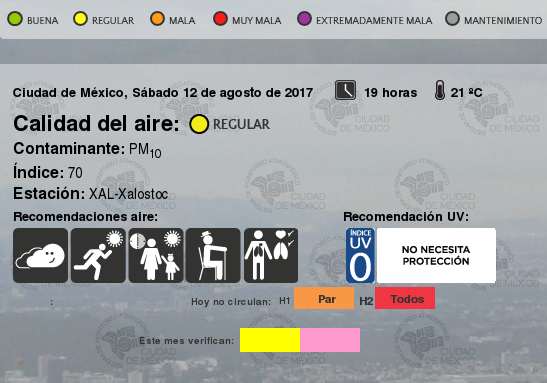 BUENA REGULAR MALA MUY MALA EXTREMADAMENTE MALA MANTENIMIENTO
Ciudad de México, Sábado 12 de agosto de 2017 19 horas 21 ºC
Calidad del aire: REGULAR
Contaminante: PM10
Índice: 70
Estación: XAL-Xalostoc
Recomendaciones aire: Recomendación UV:
ÍNDICE
UV
0
NO NECESITA
PROTECCIÓN
: Hoy no circulan: H1 Par H2 Todos
Este mes verifican: